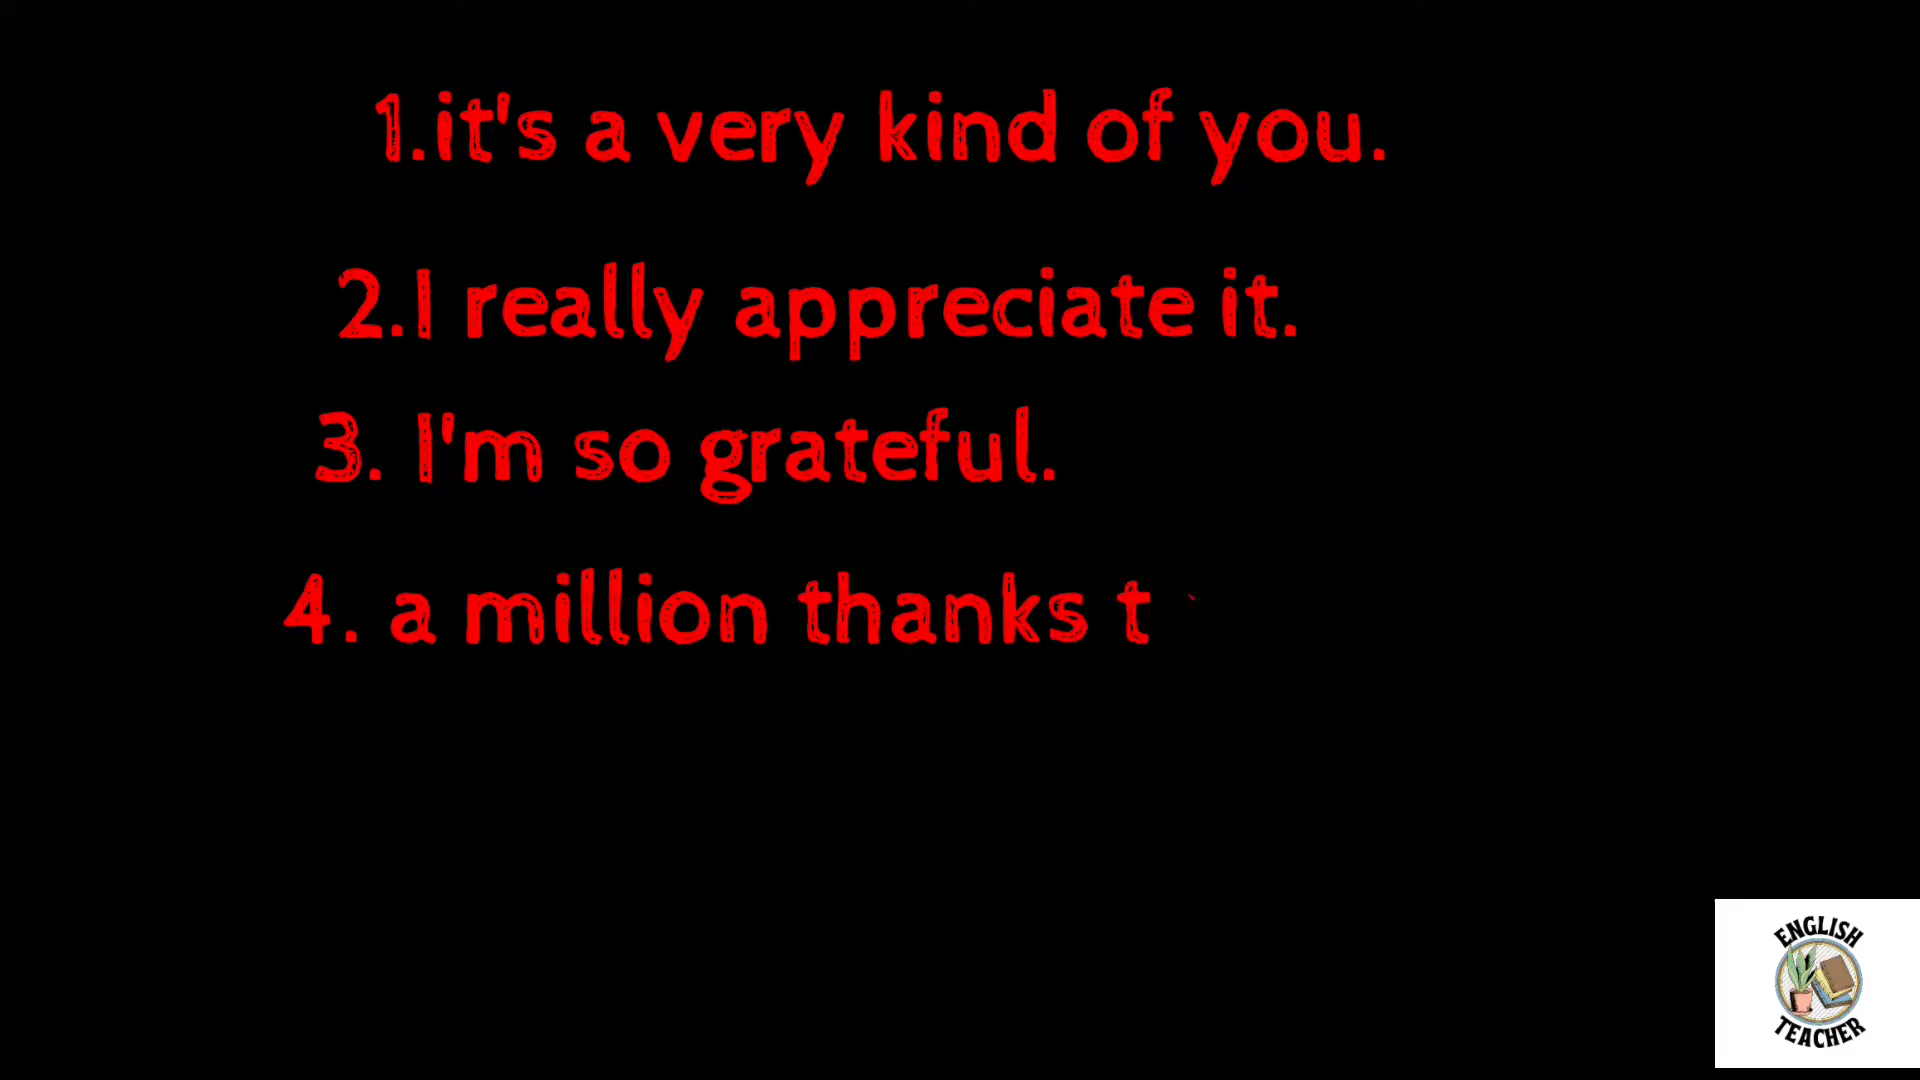 1.it's a very kind of you.
2.I really appreciate it.
3. I'm so grateful.
4. a million thanks t
ENGLISH
TEACHER